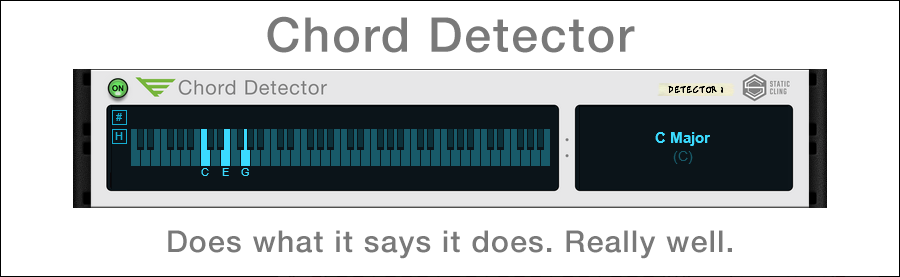 Chord Detector
ON
Chord Detector
DETECTOR 1
STATIC
CLING
#
H
C E G
:
C Major
(C)
Does what it says it does. Really well.